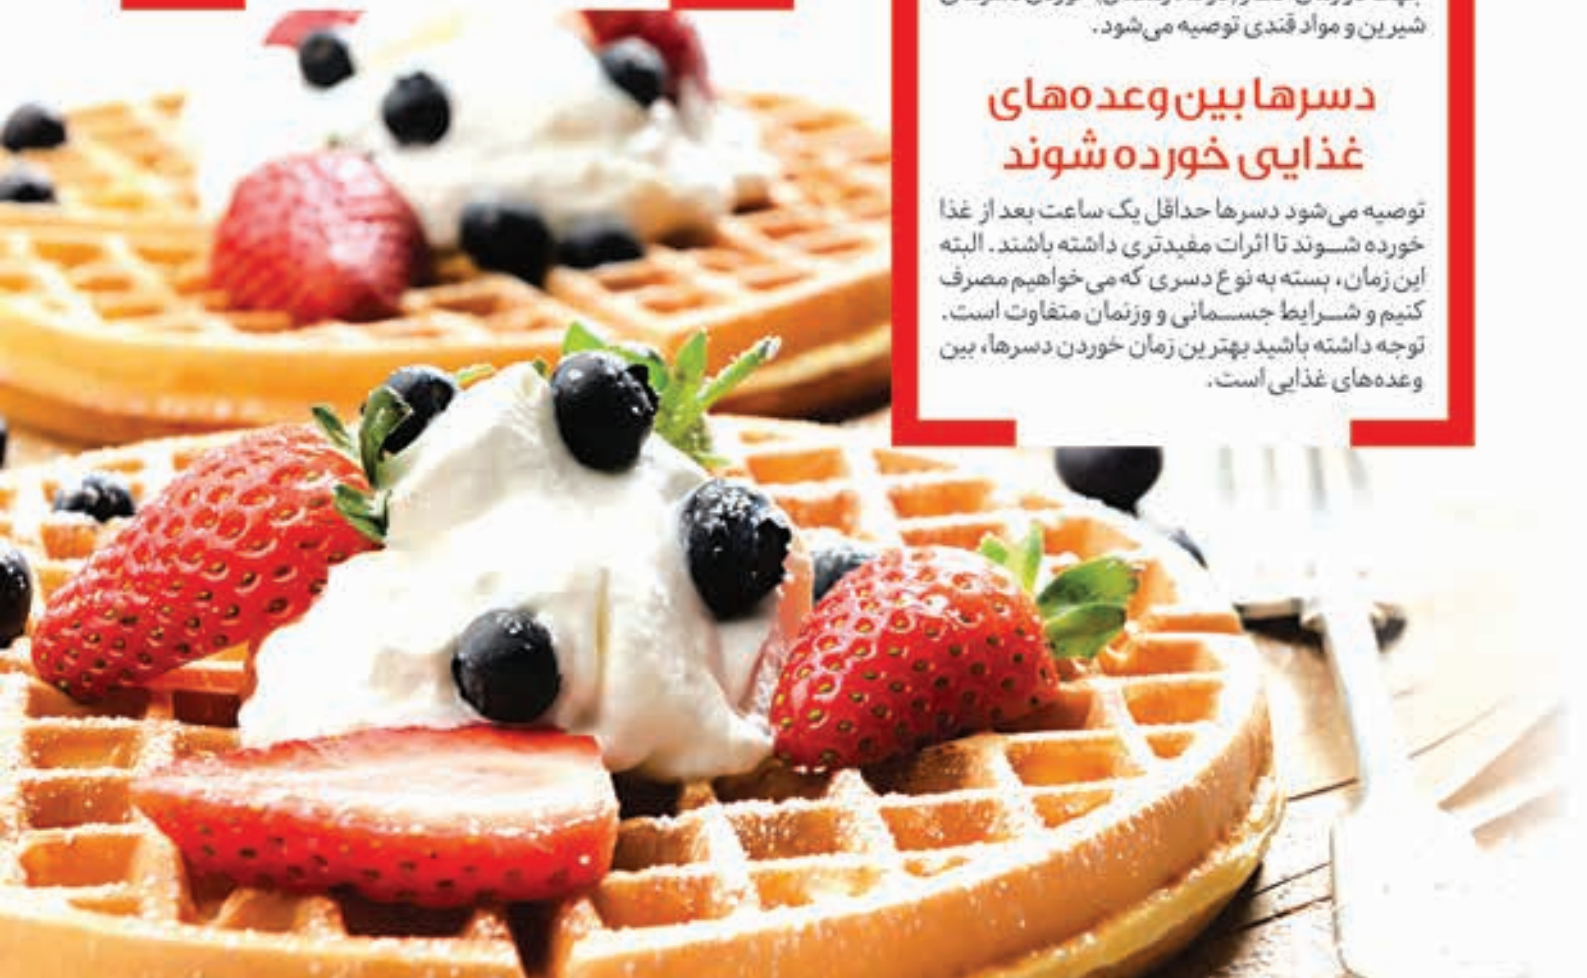 شیرین و مواد قندی توصیه می‌شود.
دسرها بین وعده‌های
غذایی خورده شوند
توصیه می‌شود دسرها حداقل یک ساعت بعد از غذا
خورده شوند تا اثرات مفیدتری داشته باشند. البته
این زمان، بسته به نوع دسری که می‌خواهیم مصرف
کنیم و شرایط جسمانی و وزنمان متفاوت است.
توجه داشته باشید بهترین زمان خوردن دسرها، بین
وعده‌های غذایی است.